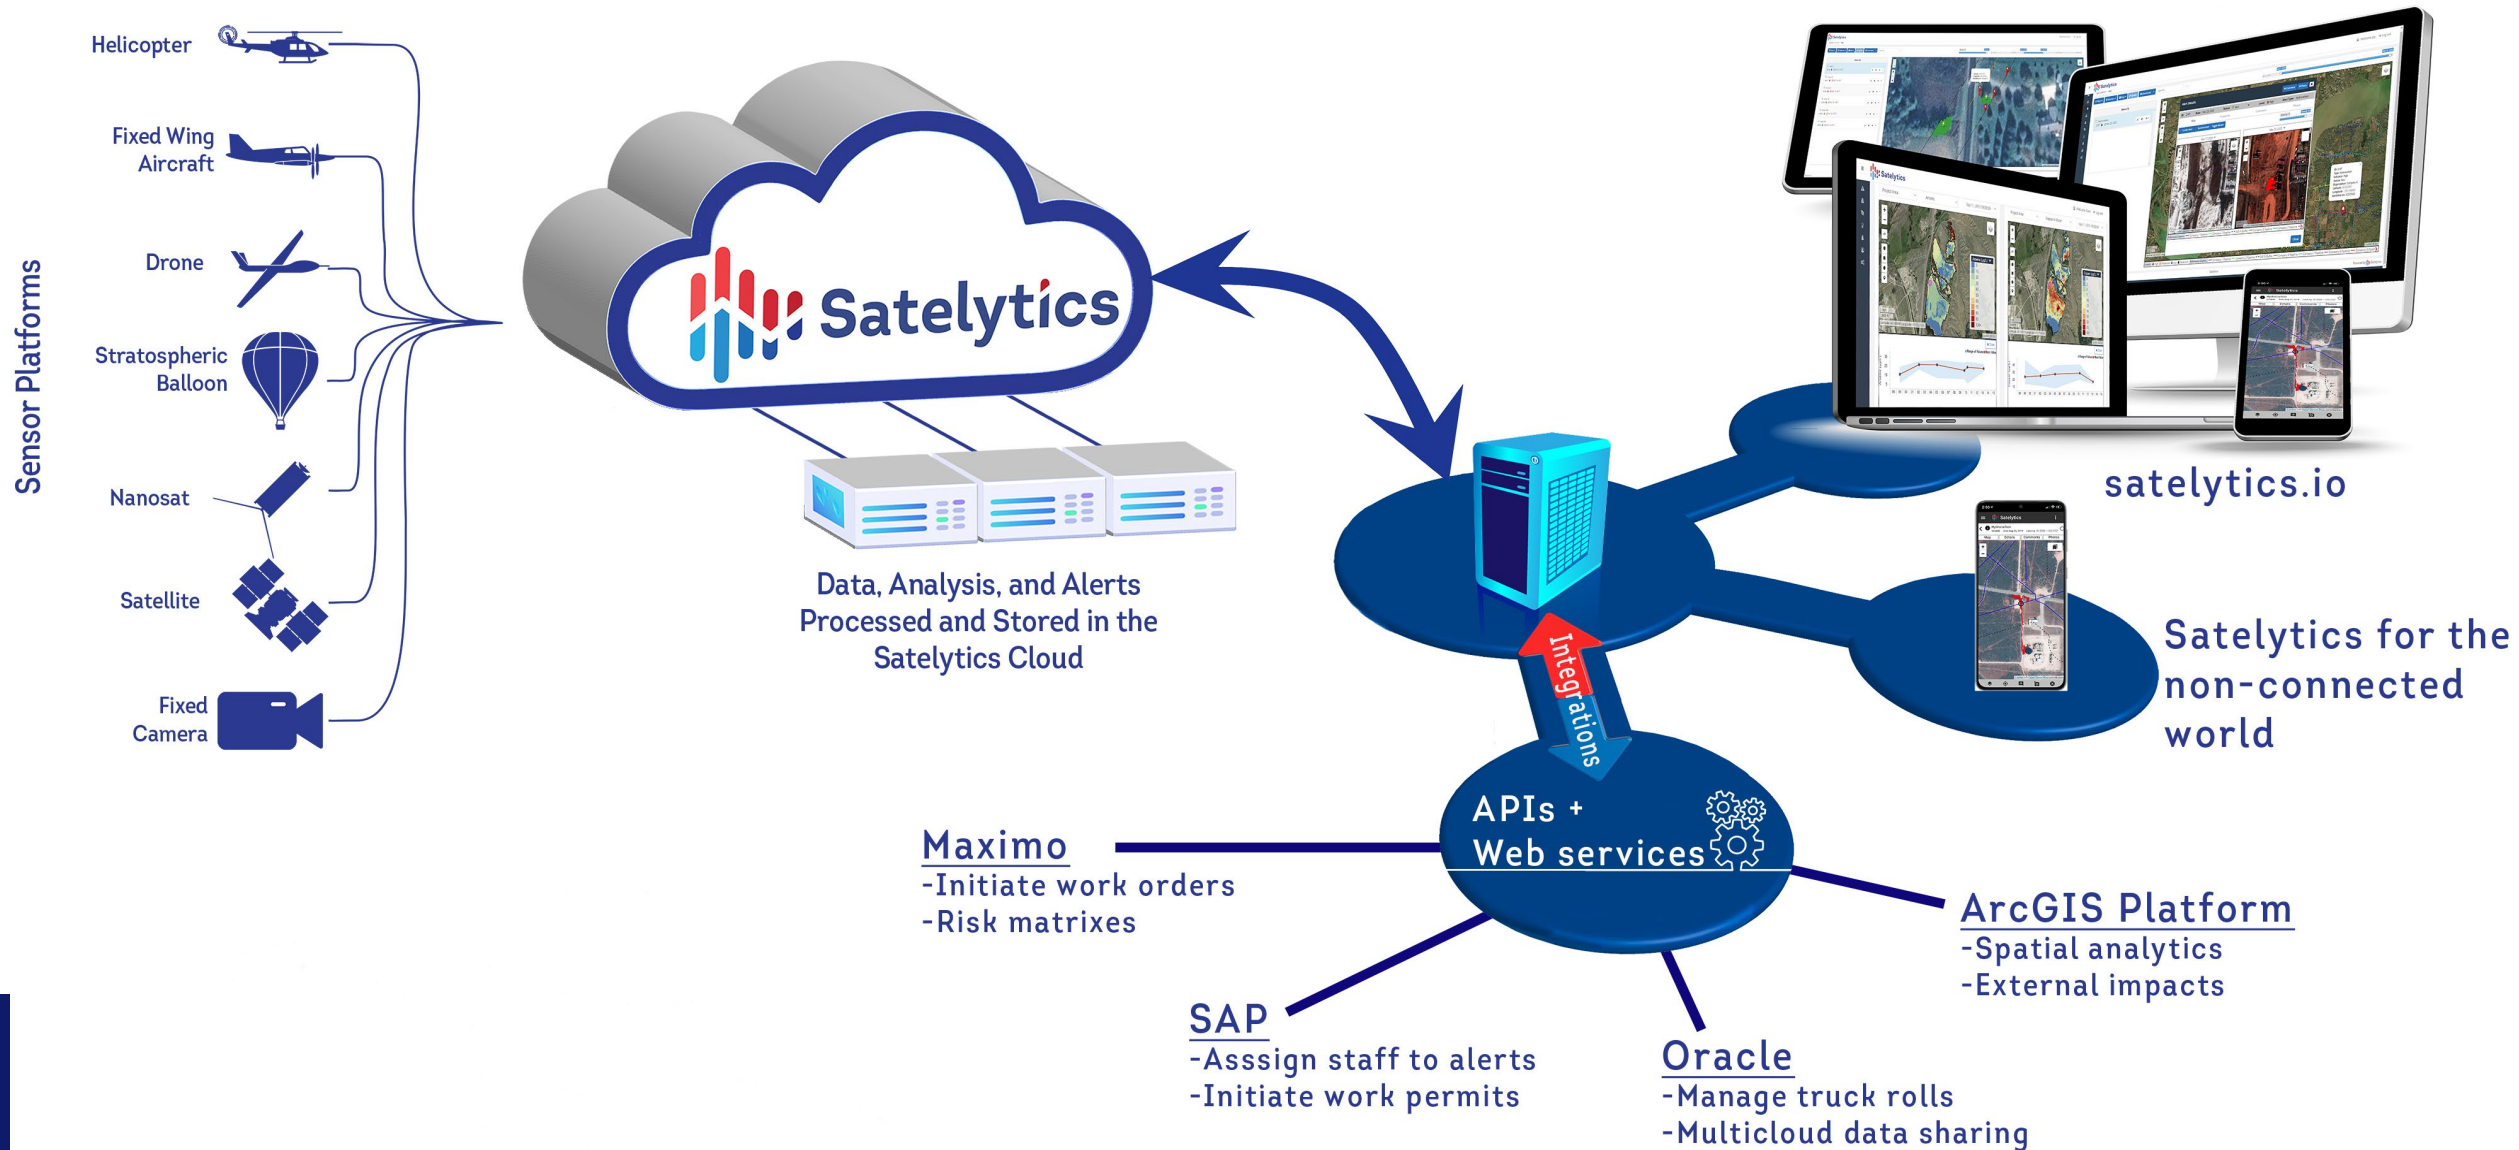 Sensor Platforms
Helicopter
Fixed Wing
Aircraft
Drone
Stratospheric
Balloon
Nanosat
Satellite
Fixed
Camera
Satelytics
Data, Analysis, and Alerts
Processed and Stored in the
Satelytics Cloud
Satelytics
satelytics.io
Satelytics
Satelytics for the
non-connected
world
Integrations
APIs +
Web services
Maximo
-Initiate work orders
-Risk matrixes
SAP
-Asssign staff to alerts
-Initiate work permits
Oracle
-Manage truck rolls
-Multicloud data sharing
ArcGIS Platform
-Spatial analytics
-External impacts